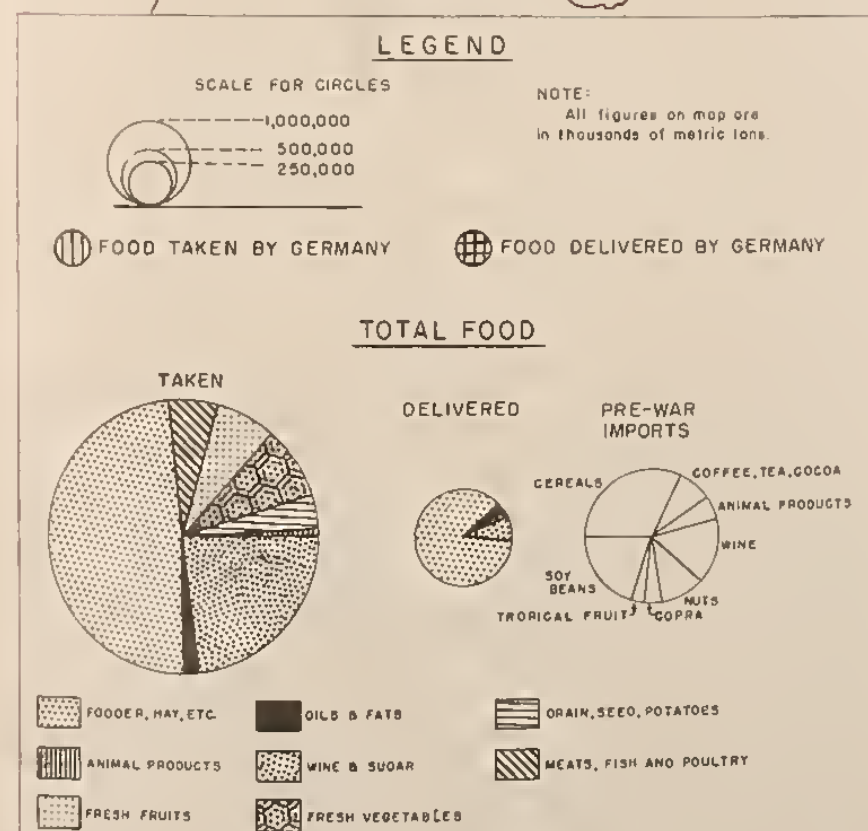 LEGEND
SCALE FOR CIRCLES
1,000,000
500,000
250,000
NOTE:
All figures on map are
in thousands of metric tons.
FOOD TAKEN BY GERMANY
FOOD DELIVERED BY GERMANY
TOTAL FOOD
TAKEN
DELIVERED
PRE-WAR
IMPORTS
CEREALS
COFFEE, TEA, COCOA
ANIMAL PRODUCTS
WINE
SOY
BEANS
NUTS
TROPICAL FRUIT
COPRA
FODDER, HAY, ETC.
OILS & FATS
GRAIN, SEED, POTATOES
ANIMAL PRODUCTS
WINE & SUGAR
MEATS, FISH AND POULTRY
FRESH FRUITS
FRESH VEGETABLES